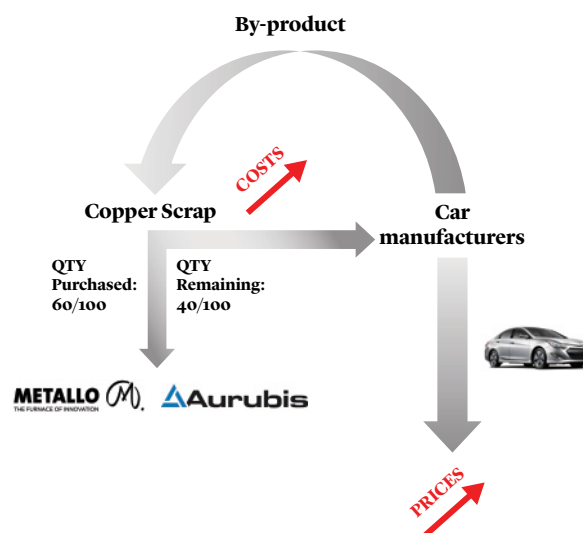 By-product
COSTS
Copper Scrap
Car
manufacturers
QTY
Purchased:
60/100
QTY
Remaining:
40/100
METALLO
THE FURNACE OF INNOVATION
Aurubis
PRICES